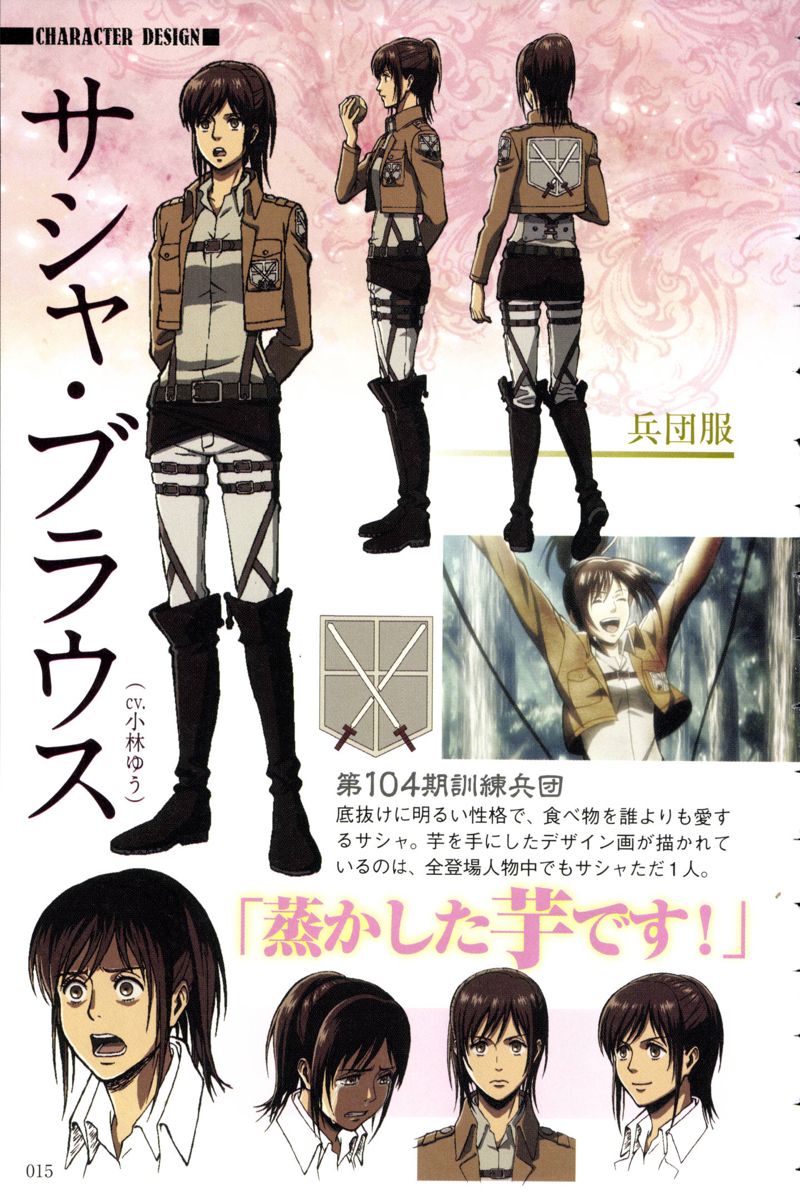 CHARACTER DESIGN
サシャ・ブラウス
(cv.小林ゆう)
兵団服
第104期訓練兵団
底抜けに明るい性格で、食べ物を誰よりも愛す
るサシャ。芋を手にしたデザイン画が描かれて
いるのは、全登場人物中でもサシャただ1人。
「蒸かした芋です!」
015